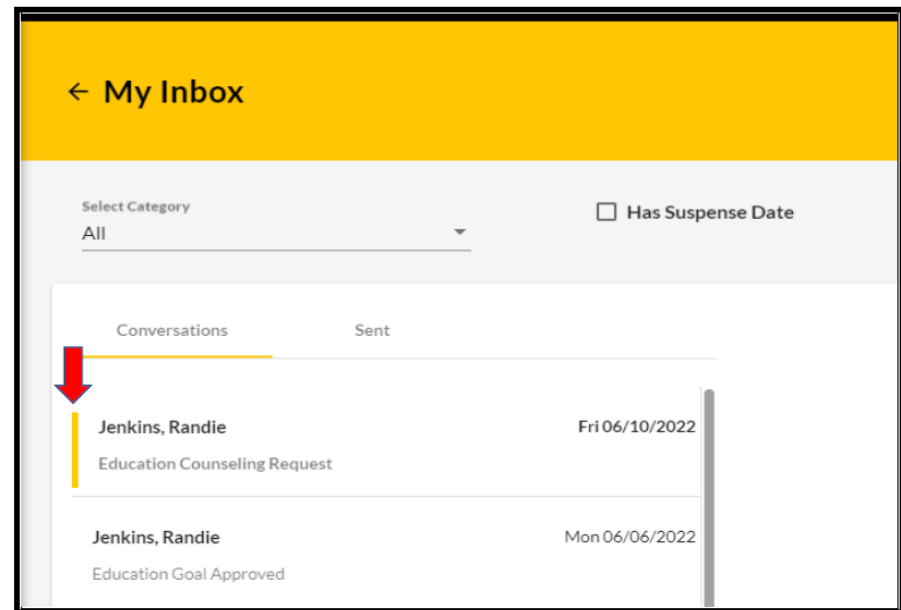 ← My Inbox
Select Category
All
Has Suspense Date
Conversations Sent
Jenkins, Randie Fri 06/10/2022
Education Counseling Request
Jenkins, Randie Mon 06/06/2022
Education Goal Approved